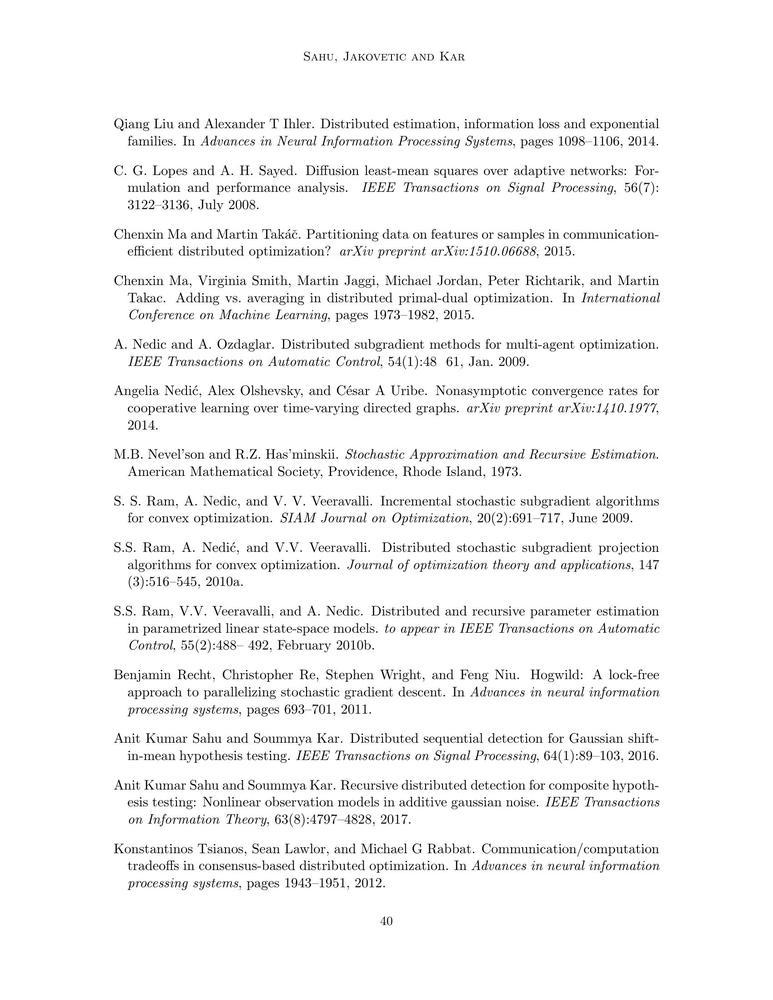 Sahu, Jakovetic and Kar
Qiang Liu and Alexander T Ihler. Distributed estimation, information loss and exponential
families. In Advances in Neural Information Processing Systems, pages 1098–1106, 2014.
C. G. Lopes and A. H. Sayed. Diffusion least-mean squares over adaptive networks: For-
mulation and performance analysis. IEEE Transactions on Signal Processing, 56(7):
3122–3136, July 2008.
Chenxin Ma and Martin Takáč. Partitioning data on features or samples in communication-
efficient distributed optimization? arXiv preprint arXiv:1510.06688, 2015.
Chenxin Ma, Virginia Smith, Martin Jaggi, Michael Jordan, Peter Richtarik, and Martin
Takac. Adding vs. averaging in distributed primal-dual optimization. In International
Conference on Machine Learning, pages 1973–1982, 2015.
A. Nedic and A. Ozdaglar. Distributed subgradient methods for multi-agent optimization.
IEEE Transactions on Automatic Control, 54(1):48 61, Jan. 2009.
Angelia Nedić, Alex Olshevsky, and César A Uribe. Nonasymptotic convergence rates for
cooperative learning over time-varying directed graphs. arXiv preprint arXiv:1410.1977,
2014.
M.B. Nevel'son and R.Z. Has'minskii. Stochastic Approximation and Recursive Estimation.
American Mathematical Society, Providence, Rhode Island, 1973.
S. S. Ram, A. Nedic, and V. V. Veeravalli. Incremental stochastic subgradient algorithms
for convex optimization. SIAM Journal on Optimization, 20(2):691–717, June 2009.
S.S. Ram, A. Nedić, and V.V. Veeravalli. Distributed stochastic subgradient projection
algorithms for convex optimization. Journal of optimization theory and applications, 147
(3):516–545, 2010a.
S.S. Ram, V.V. Veeravalli, and A. Nedic. Distributed and recursive parameter estimation
in parametrized linear state-space models. to appear in IEEE Transactions on Automatic
Control, 55(2):488– 492, February 2010b.
Benjamin Recht, Christopher Re, Stephen Wright, and Feng Niu. Hogwild: A lock-free
approach to parallelizing stochastic gradient descent. In Advances in neural information
processing systems, pages 693–701, 2011.
Anit Kumar Sahu and Soummya Kar. Distributed sequential detection for Gaussian shift-
in-mean hypothesis testing. IEEE Transactions on Signal Processing, 64(1):89–103, 2016.
Anit Kumar Sahu and Soummya Kar. Recursive distributed detection for composite hypoth-
esis testing: Nonlinear observation models in additive gaussian noise. IEEE Transactions
on Information Theory, 63(8):4797–4828, 2017.
Konstantinos Tsianos, Sean Lawlor, and Michael G Rabbat. Communication/computation
tradeoffs in consensus-based distributed optimization. In Advances in neural information
processing systems, pages 1943–1951, 2012.
40